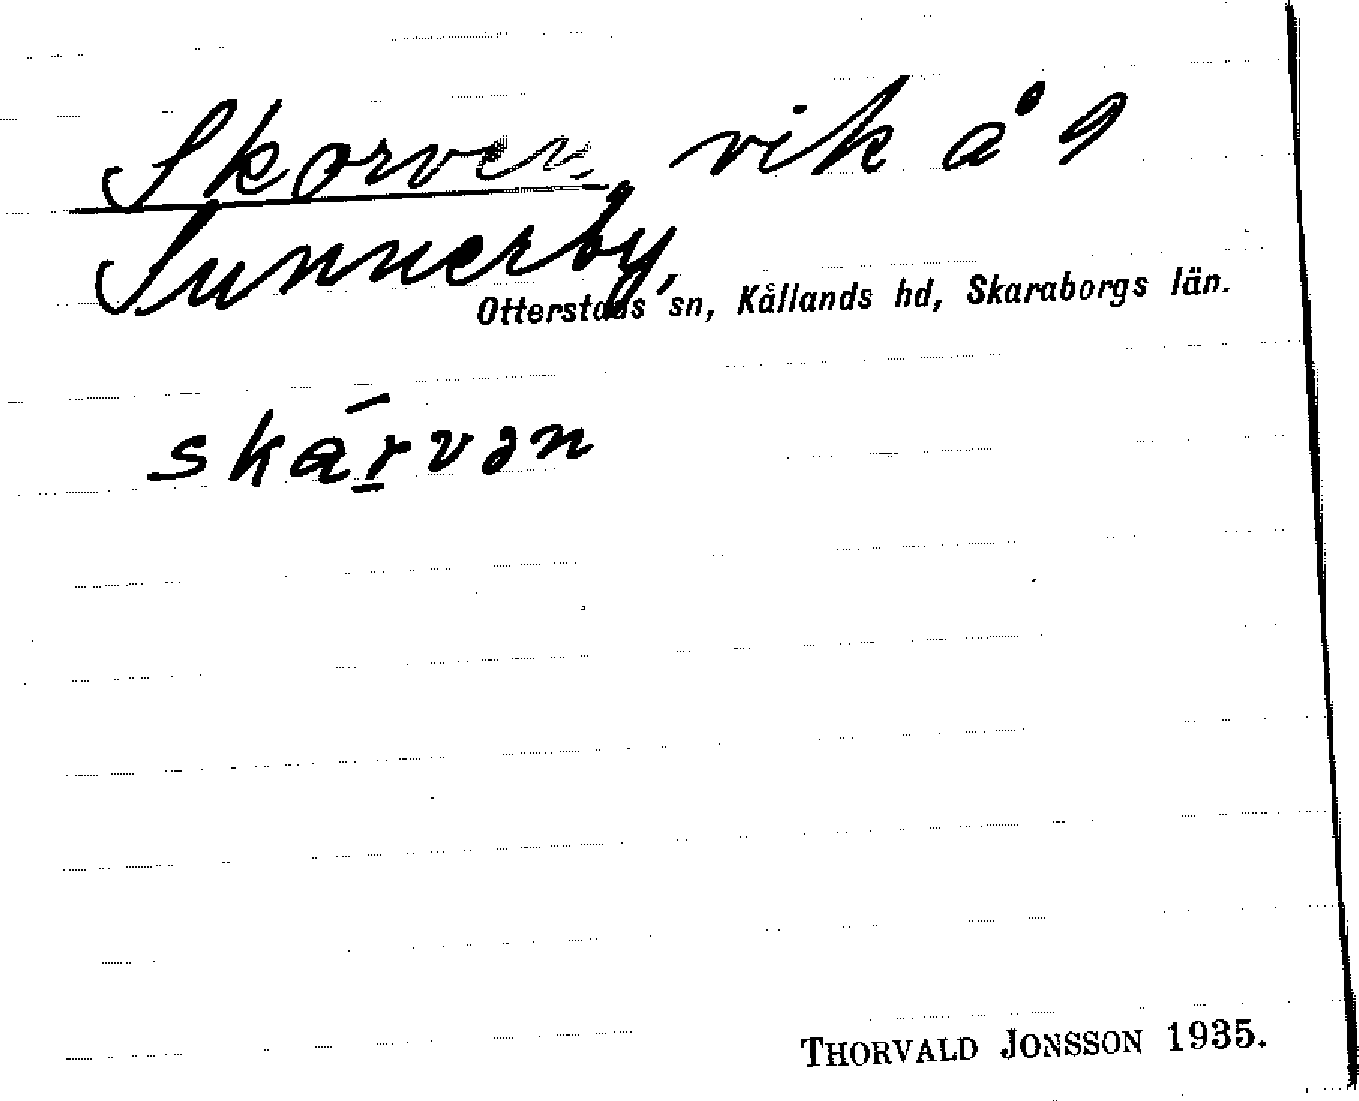 Skorven, vik å 9
Sunnerby,
Otterstads sn, Kållands hd, Skaraborgs län.
skárvən
THORVALD JONSSON 1935.